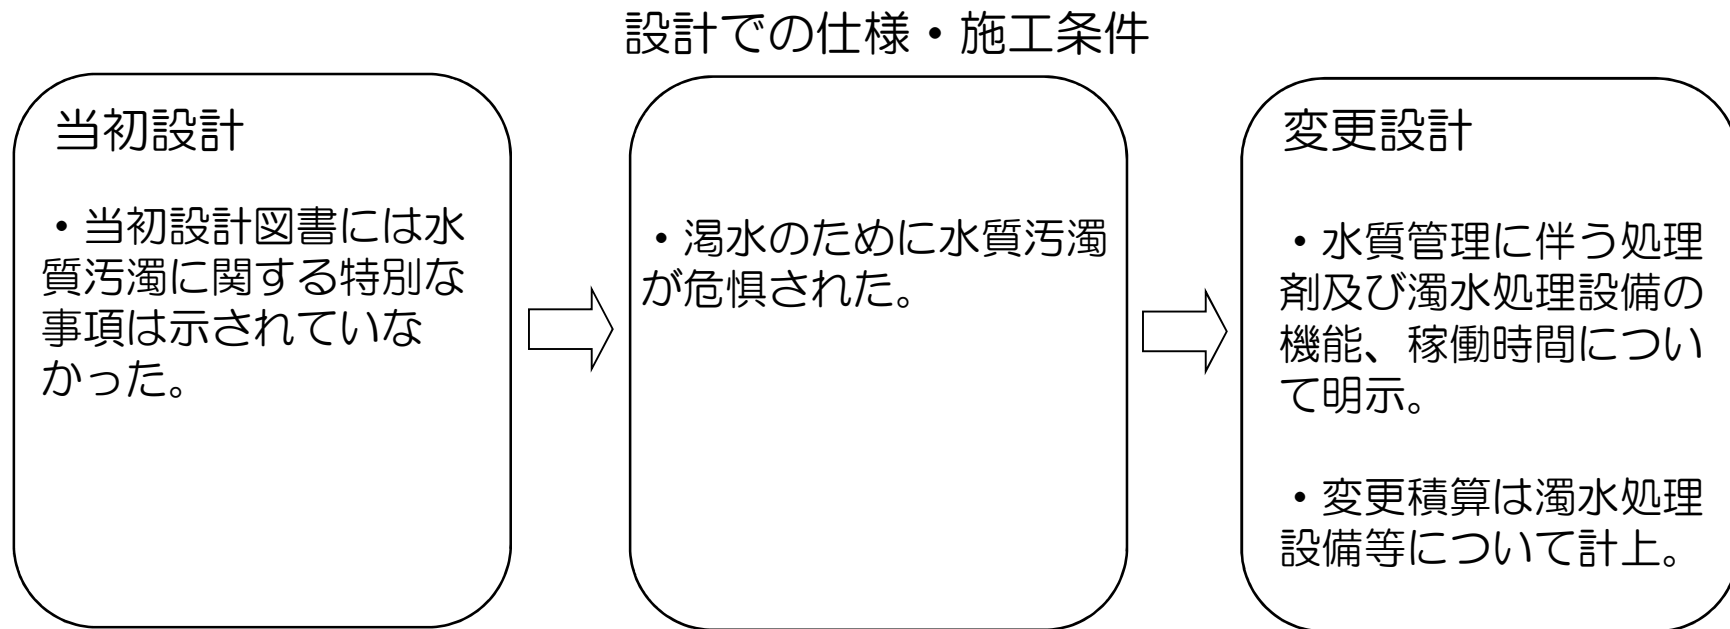 設計での仕様・施工条件
当初設計
・当初設計図書には水
質汚濁に関する特別な
事項は示されていな
かった。
・渇水のために水質汚濁
が危惧された。
変更設計
・水質管理に伴う処理
剤及び濁水処理設備の
機能、稼働時間につい
て明示。
・変更積算は濁水処理
設備等について計上。